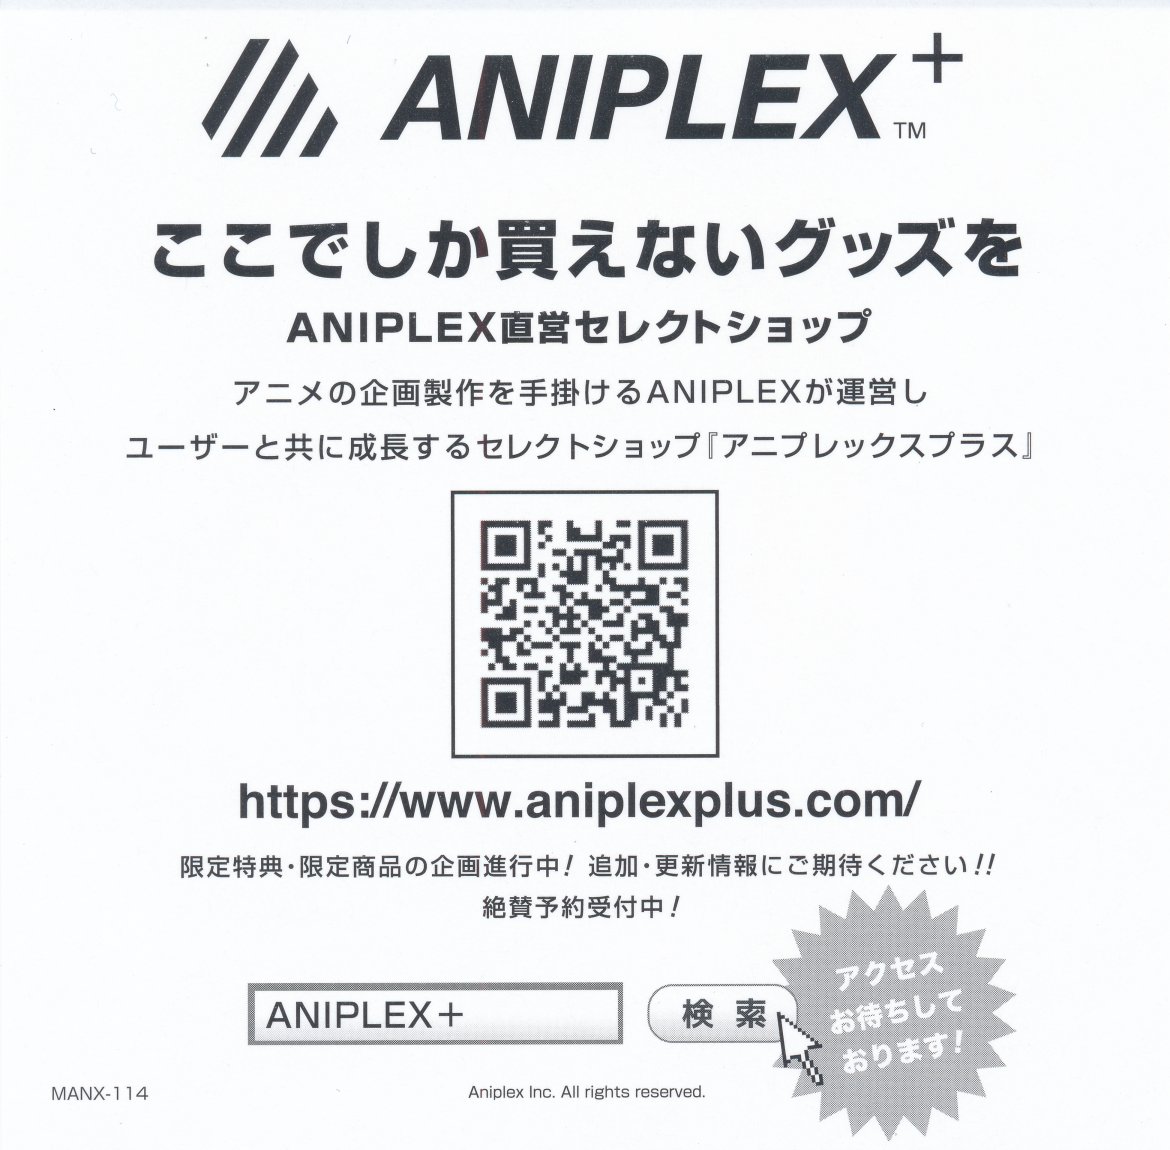 ANIPLEX+
TM
ここでしか買えないグッズを
ANIPLEX直営セレクトショップ
アニメの企画製作を手掛けるANIPLEXが運営し
ユーザーと共に成長するセレクトショップ『アニプレックスプラス』
https://www.aniplexplus.com/
限定特典・限定商品の企画進行中! 追加・更新情報にご期待ください!!
絶賛予約受付中!
アクセス
お待ちして
おります!
ANIPLEX+
検 索
MANX-114
Aniplex Inc. All rights reserved.